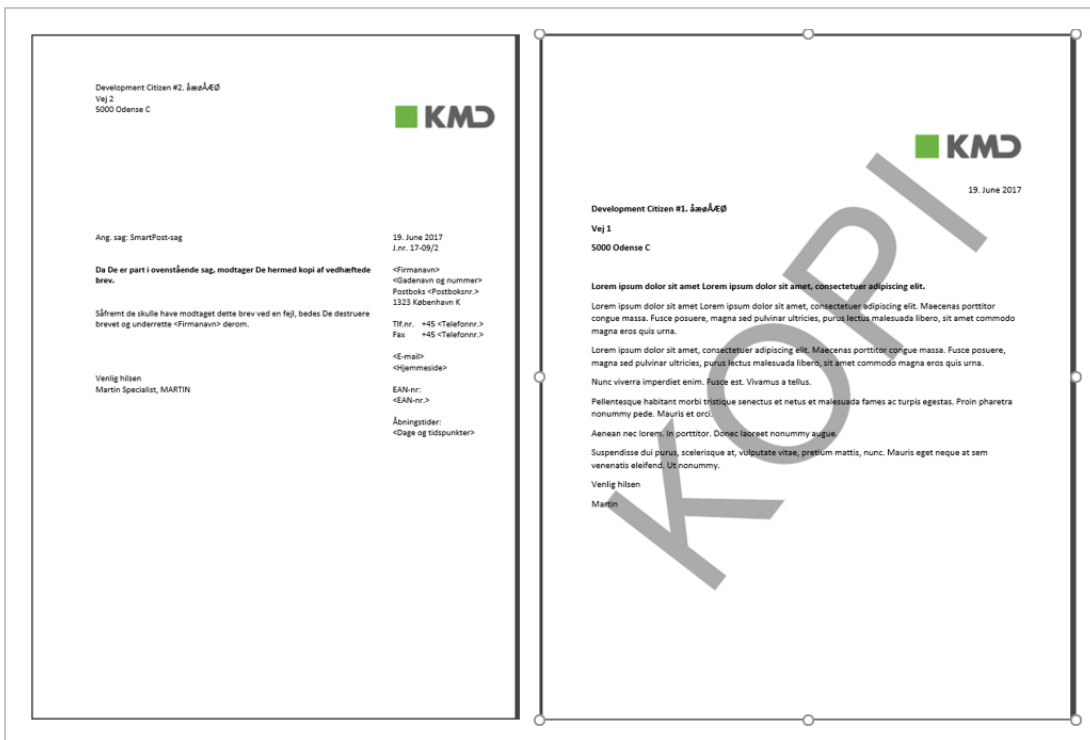 Development Citizen #2. åæøÅÆØ
Vej 2
5000 Odense C
KMD
Ang. sag: SmartPost-sag
Da De er part i ovenstående sag, modtager De hermed kopi af vedhæftede
brev.
Såfremt de skulle have modtaget dette brev ved en fejl, bedes De destruere
brevet og underrette <Firmanavn> derom.
Venlig hilsen
Martin Specialist, MARTIN
19. June 2017
J.nr. 17-09/2
<Firmanavn>
<Gadenavn og nummer>
Postboks <Postboksnr.>
1323 København K
Tlf.nr. +45 <Telefonnr.>
Fax +45 <Telefonnr.>
<E-mail>
<Hjemmeside>
EAN-nr:
<EAN-nr.>
Åbningstider:
<Dage og tidspunkter>
KMD
19. June 2017
Development Citizen #1. åæøÅÆØ
Vej 1
5000 Odense C
Lorem ipsum dolor sit amet Lorem ipsum dolor sit amet, consectetuer adipiscing elit.
Lorem ipsum dolor sit amet Lorem ipsum dolor sit amet, consectetuer adipiscing elit. Maecenas porttitor
congue massa. Fusce posuere, magna sed pulvinar ultricies, purus lectus malesuada libero, sit amet commodo
magna eros quis urna.
Lorem ipsum dolor sit amet, consectetuer adipiscing elit. Maecenas porttitor congue massa. Fusce posuere,
magna sed pulvinar ultricies, purus lectus malesuada libero, sit amet commodo magna eros quis urna.
Nunc viverra imperdiet enim. Fusce est. Vivamus a tellus.
Pellentesque habitant morbi tristique senectus et netus et malesuada fames ac turpis egestas. Proin pharetra
nonummy pede. Mauris et orci.
Aenean nec lorem. In porttitor. Donec laoreet nonummy augue.
Suspendisse dui purus, scelerisque at, vulputate vitae, pretium mattis, nunc. Mauris eget neque at sem
venenatis eleifend. Ut nonummy.
Venlig hilsen
Martin
KOPI